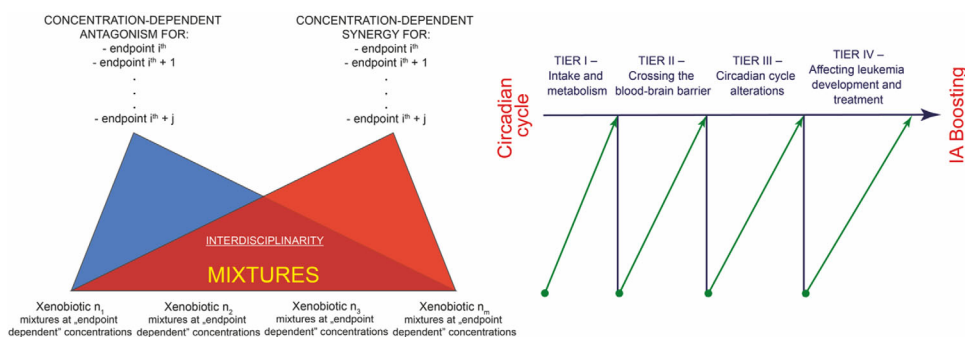 CONCENTRATION-DEPENDENT
ANTAGONISM FOR:
- endpoint iᵗʰ
- endpoint iᵗʰ + 1
.
.
.
- endpoint iᵗʰ + j
CONCENTRATION-DEPENDENT
SYNERGY FOR:
- endpoint iᵗʰ
- endpoint iᵗʰ + 1
.
.
.
- endpoint iᵗʰ + j
INTERDISCIPLINARITY
MIXTURES
Xenobiotic n₁
mixtures at „endpoint
dependent” concentrations
Xenobiotic n₂
mixtures at „endpoint
dependent” concentrations
Xenobiotic n₃
mixtures at „endpoint
dependent” concentrations
Xenobiotic nₘ
mixtures at „endpoint
dependent” concentrations
Circadian
cycle
TIER I –
Intake and
metabolism
TIER II –
Crossing the
blood-brain barrier
TIER III –
Circadian cycle
alterations
TIER IV –
Affecting leukemia
development and
treatment
IA Boosting